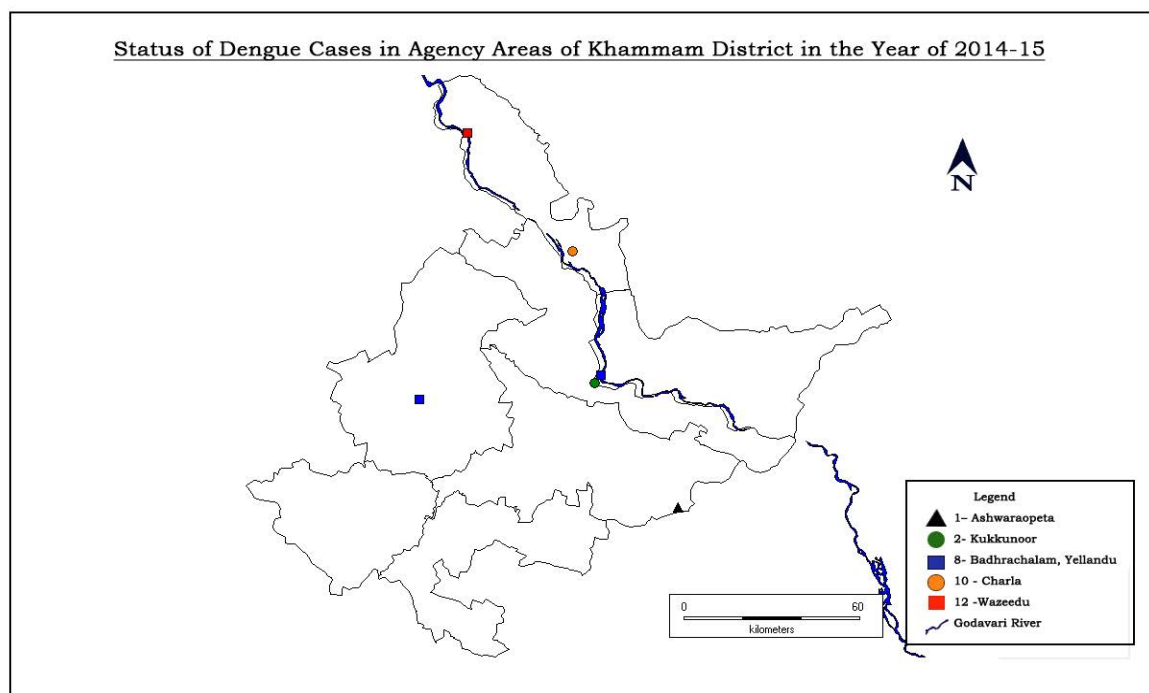 Status of Dengue Cases in Agency Areas of Khammam District in the Year of 2014-15
N
Legend
1- Ashwaraopeta
2- Kukkunoor
8- Badhrachalam, Yellandu
10 - Charla
12 -Wazeedu
Godavari River
0 60
kilometers